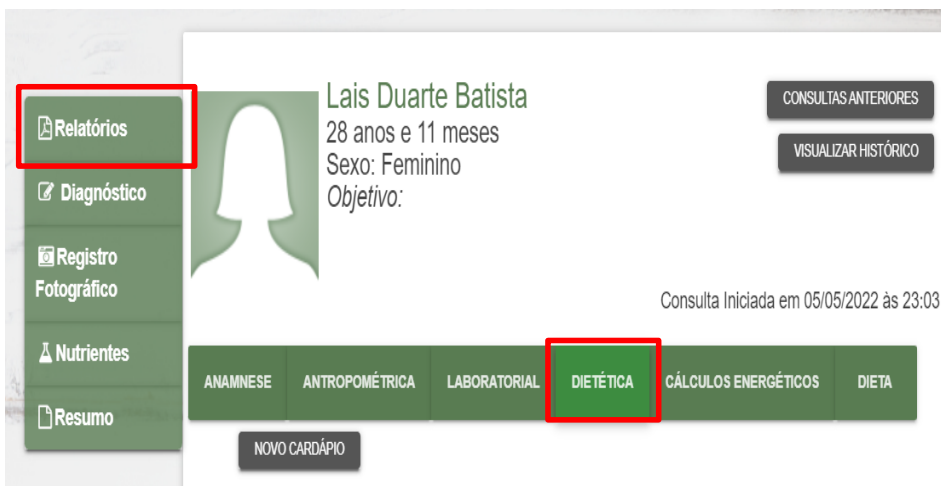 Relatórios
Diagnóstico
Registro
Fotográfico
Nutrientes
Resumo
Lais Duarte Batista
28 anos e 11 meses
Sexo: Feminino
Objetivo:
CONSULTAS ANTERIORES
VISUALIZAR HISTÓRICO
Consulta Iniciada em 05/05/2022 às 23:03
ANAMNESE ANTROPOMÉTRICA LABORATORIAL DIETÉTICA CÁLCULOS ENERGÉTICOS DIETA
NOVO CARDÁPIO